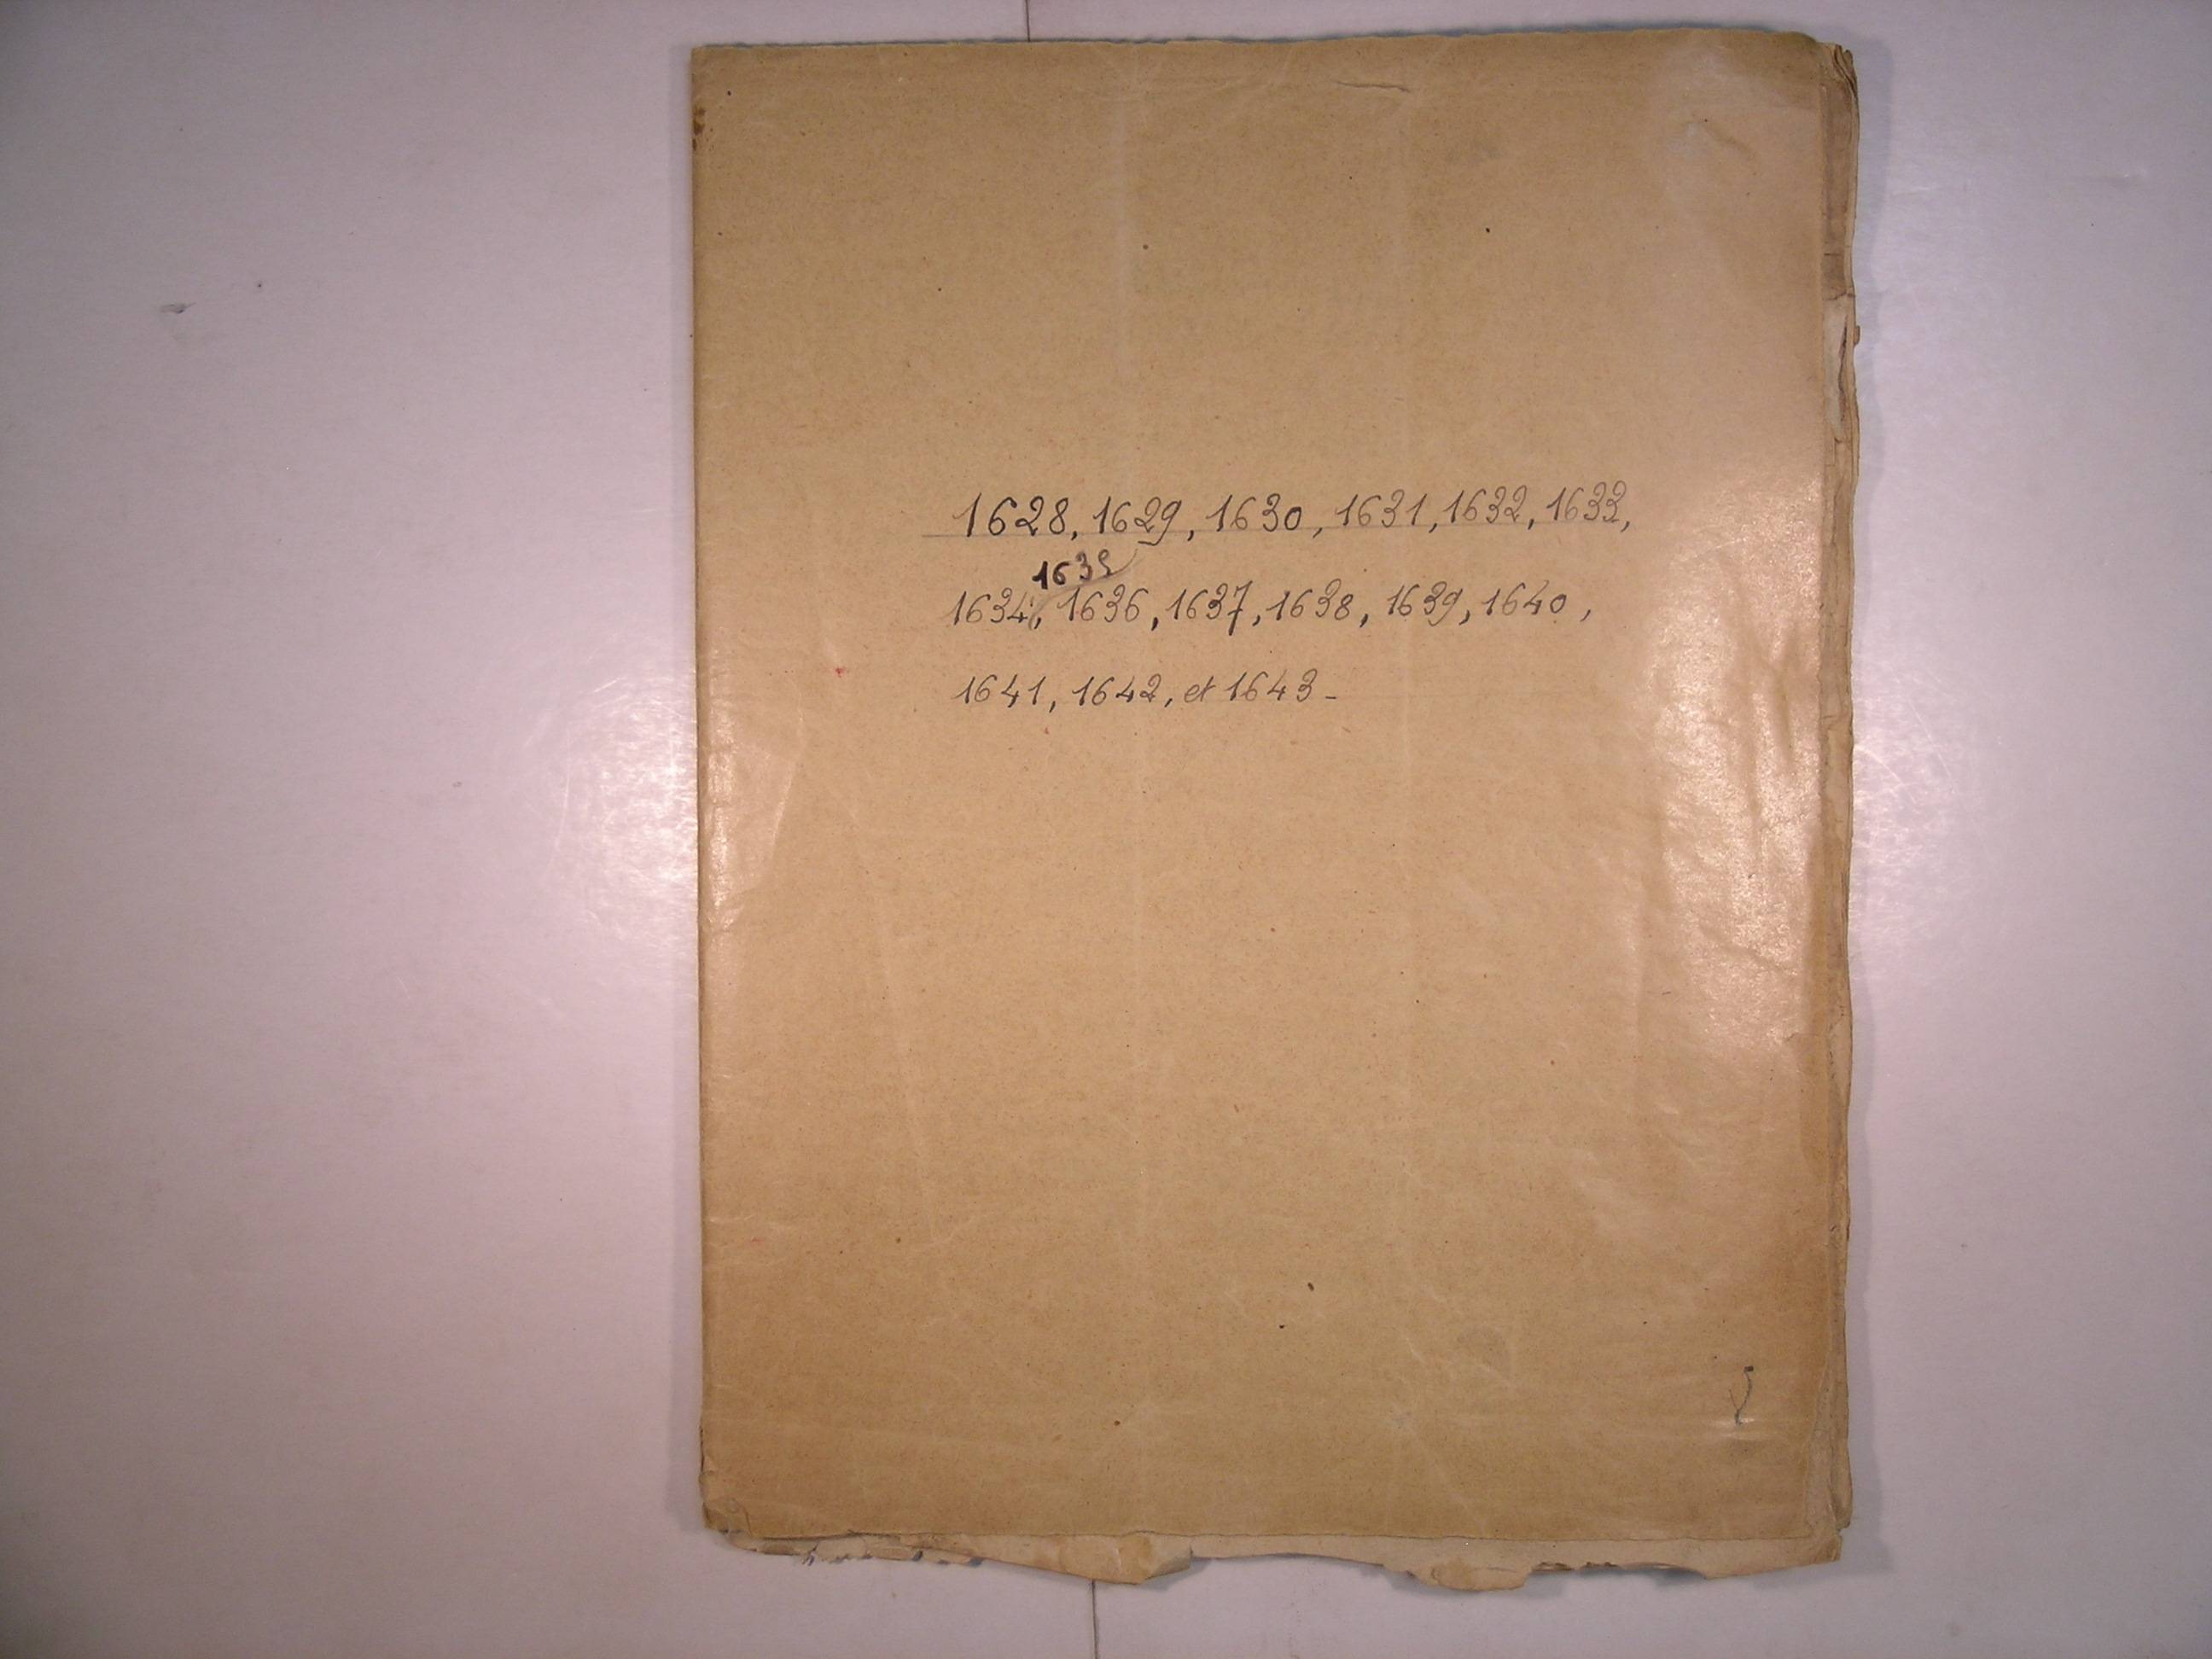 1628, 1629, 1630, 1631, 1632, 1633,
1635
1634, 1636, 1637, 1638, 1639, 1640,
1641, 1642, et 1643-